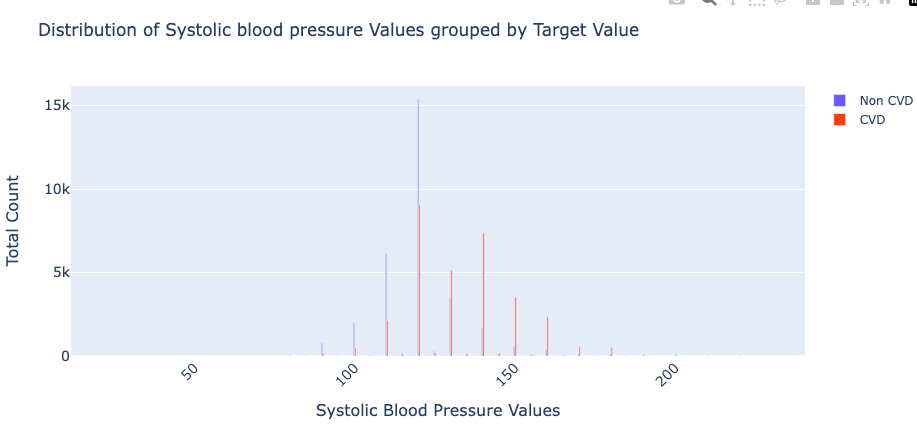 Distribution of Systolic blood pressure Values grouped by Target Value
15k
10k
5k
0
Total Count
50
100
150
200
Systolic Blood Pressure Values
Non CVD
CVD